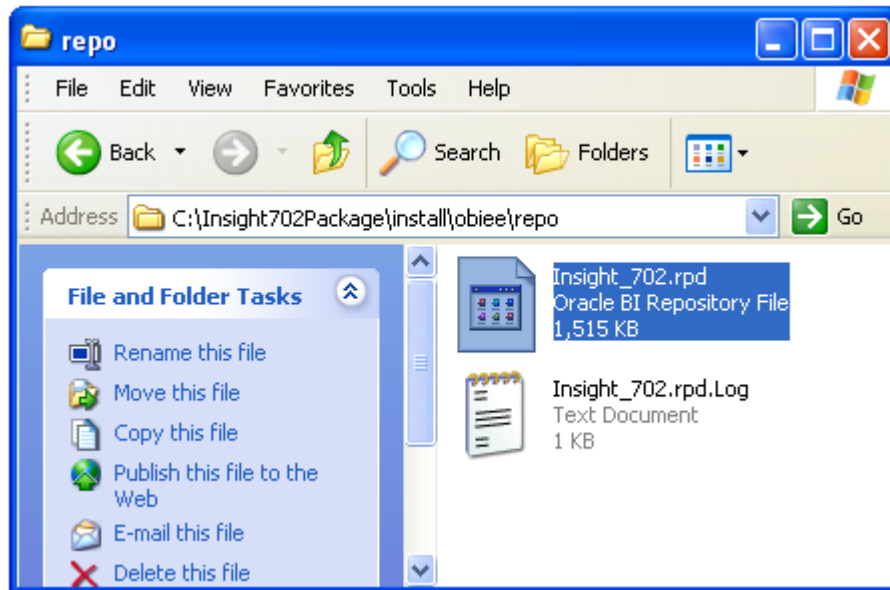 repo
File Edit View Favorites Tools Help
Back Search Folders
Address C:\Insight702Package\install\obiee\repo Go
File and Folder Tasks
Rename this file
Move this file
Copy this file
Publish this file to the
Web
E-mail this file
Delete this file
Insight_702.rpd
Oracle BI Repository File
1,515 KB
Insight_702.rpd.Log
Text Document
1 KB